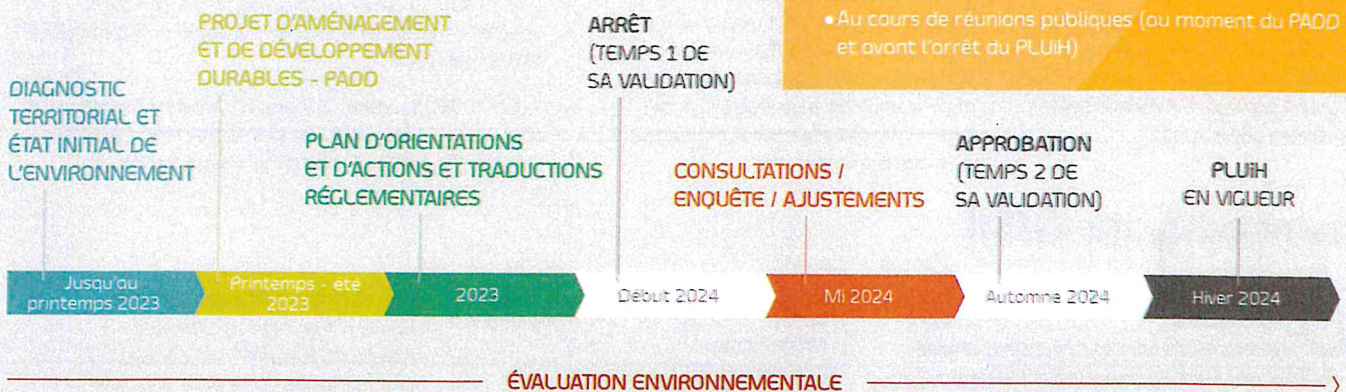 PROJET D'AMÉNAGEMENT
ET DE DÉVELOPPEMENT
DURABLES - PADD
ARRÊT
(TEMPS 1 DE
SA VALIDATION)
• Au cours de réunions publiques (ou moment du PADD
et avant l'arrêt du PLUiH)
DIAGNOSTIC
TERRITORIAL ET
ÉTAT INITIAL DE
L'ENVIRONNEMENT
PLAN D'ORIENTATIONS
ET D'ACTIONS ET TRADUCTIONS
RÉGLEMENTAIRES
CONSULTATIONS /
ENQUÊTE / AJUSTEMENTS
APPROBATION
(TEMPS 2 DE
SA VALIDATION)
PLUiH
EN VIGUEUR
Jusqu'au
printemps 2023
Printemps - été
2023
2023
Début 2024
Mi 2024
Automne 2024
Hiver 2024
ÉVALUATION ENVIRONNEMENTALE